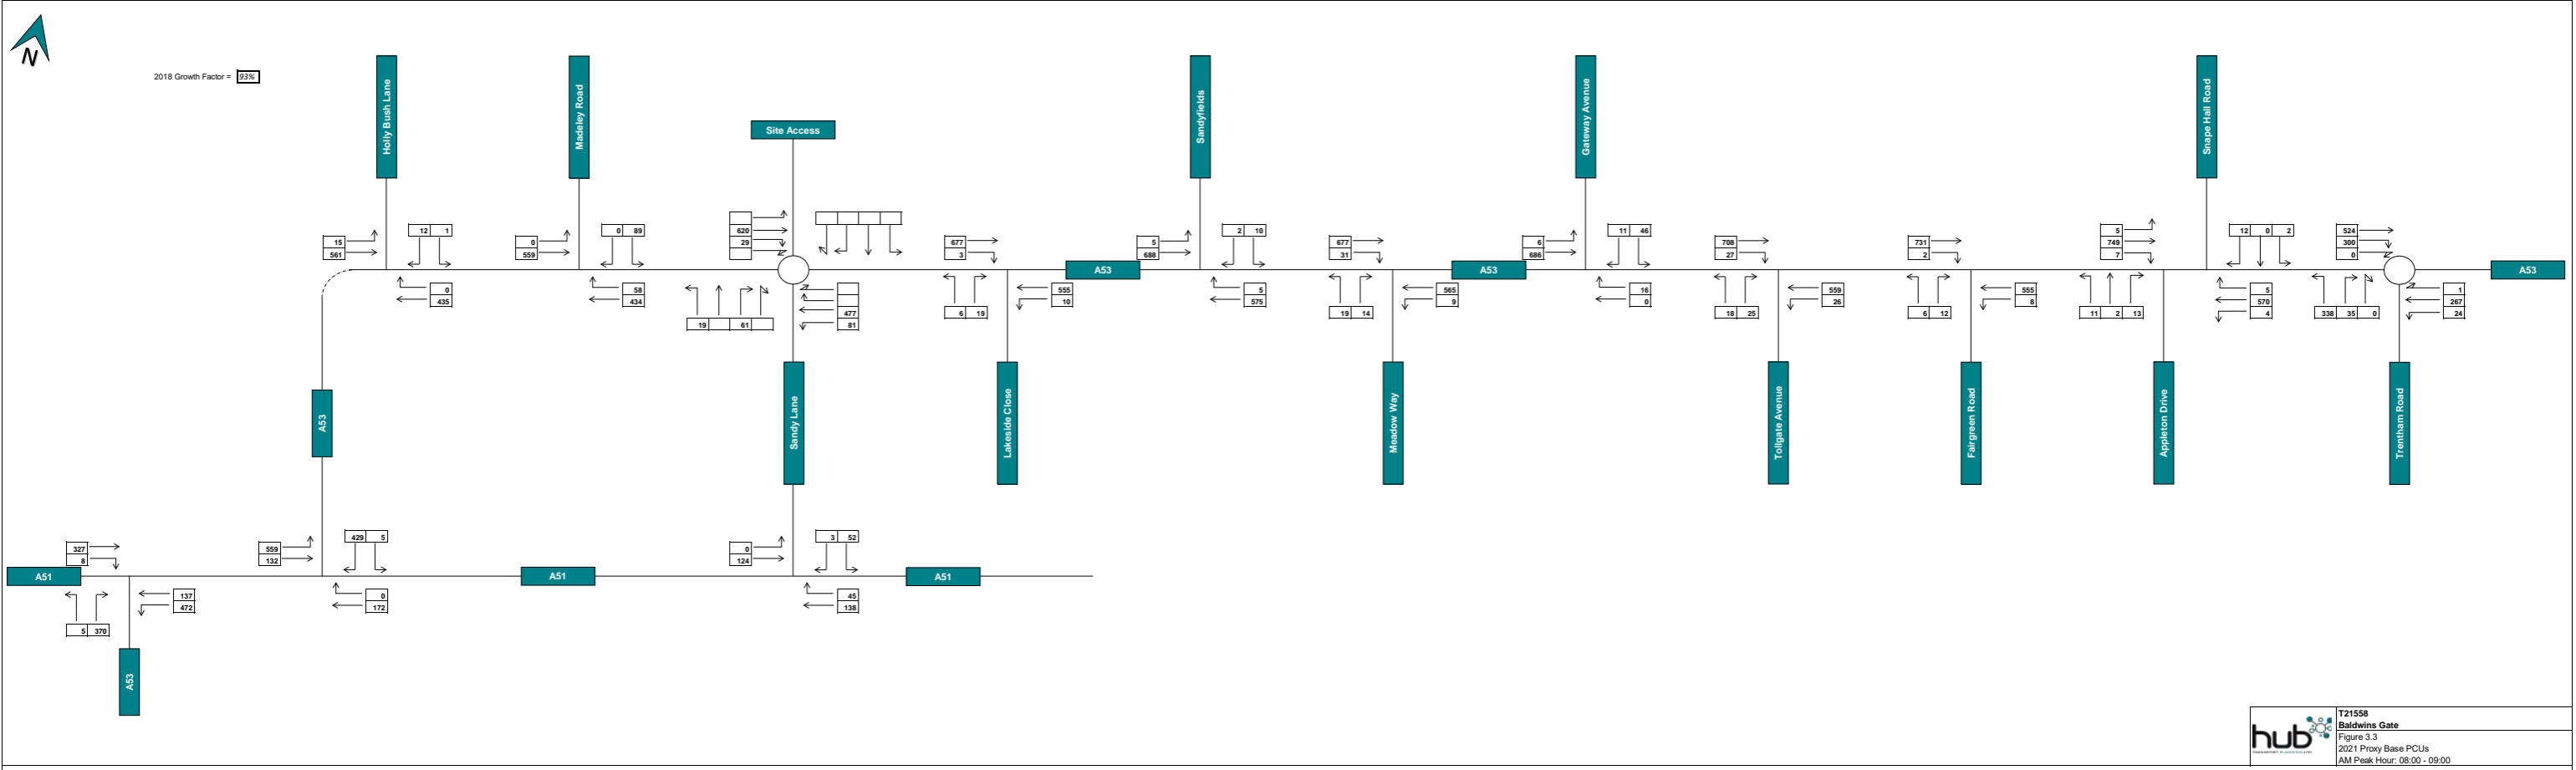 N
2018 Growth Factor = 93%
Holly Bush Lane
Madeley Road
Site Access
Sandyfields
Gateway Avenue
Snape Hall Road
15
561
12 1
0
435
0
559
0 89
58
434
620
29
19 61
477
81
677
3
6 19
555
10
A53
5
688
2 10
5
575
677
31
19 14
565
9
A53
6
686
11 46
16
0
708
27
18 25
559
26
731
2
6 12
555
8
5
749
7
11 2 13
12 0 2
5
570
4
524
300
0
338 35 0
1
267
24
A53
A53
Sandy Lane
Lakeside Close
Meadow Way
Tollgate Avenue
Fairgreen Road
Appleton Drive
Trentham Road
327
8
A51
5 370
137
472
A53
559
132
429 5
0
172
A51
0
124
3 52
45
138
A51
hub
T21558
Baldwins Gate
Figure 3.3
2021 Proxy Base PCUs
AM Peak Hour: 08:00 - 09:00